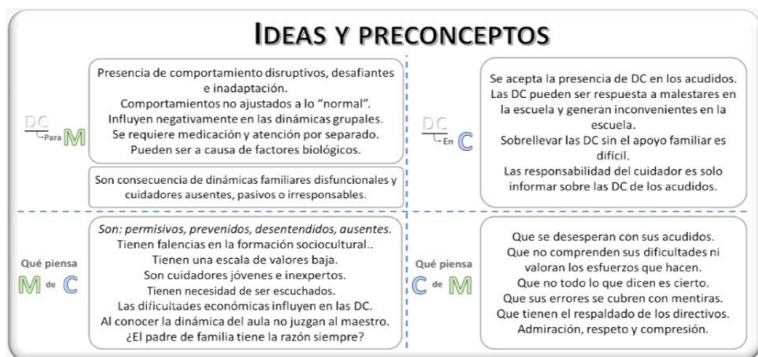 IDEAS Y PRECONCEPTOS
DC
Para M
Presencia de comportamiento disruptivos, desafiantes
e inadaptación.
Comportamientos no ajustados a lo “normal”.
Influyen negativamente en las dinámicas grupales.
Se requiere medicación y atención por separado.
Pueden ser a causa de factores biológicos.
Son consecuencia de dinámicas familiares disfuncionales y
cuidadores ausentes, pasivos o irresponsables.
DC
En C
Se acepta la presencia de DC en los acudidos.
Las DC pueden ser respuesta a malestares en
la escuela y generan inconvenientes en la
escuela.
Sobrellevar las DC sin el apoyo familiar es
difícil.
Las responsabilidad del cuidador es solo
informar sobre las DC de los acudidos.
Qué piensa
M de C
Son: permisivos, prevenidos, desentendidos, ausentes.
Tienen falencias en la formación sociocultural..
Tienen una escala de valores baja.
Son cuidadores jóvenes e inexpertos.
Tienen necesidad de ser escuchados.
Las dificultades económicas influyen en las DC.
Al conocer la dinámica del aula no juzgan al maestro.
¿El padre de familia tiene la razón siempre?
Qué piensa
C de M
Que se desesperan con sus acudidos.
Que no comprenden sus dificultades ni
valoran los esfuerzos que hacen.
Que no todo lo que dicen es cierto.
Que sus errores se cubren con mentiras.
Que tienen el respaldado de los directivos.
Admiración, respeto y compresión.